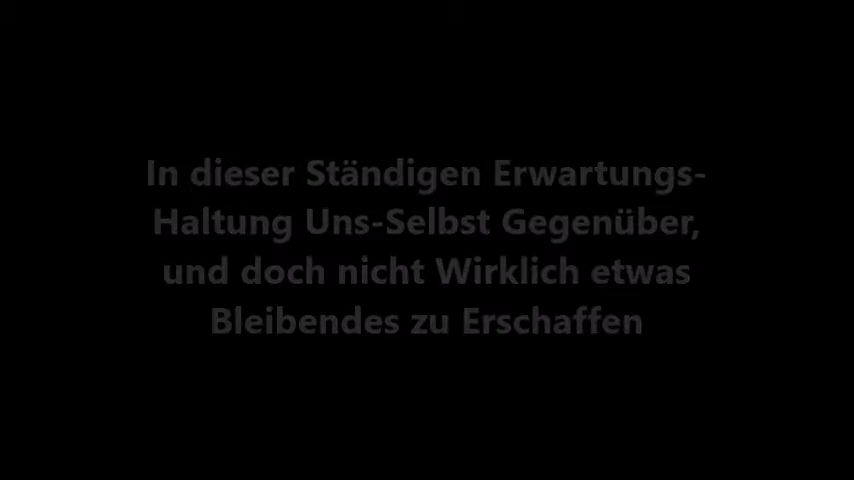 In dieser Ständigen Erwartungs-
Haltung Uns-Selbst Gegenüber,
und doch nicht Wirklich etwas
Bleibendes zu Erschaffen